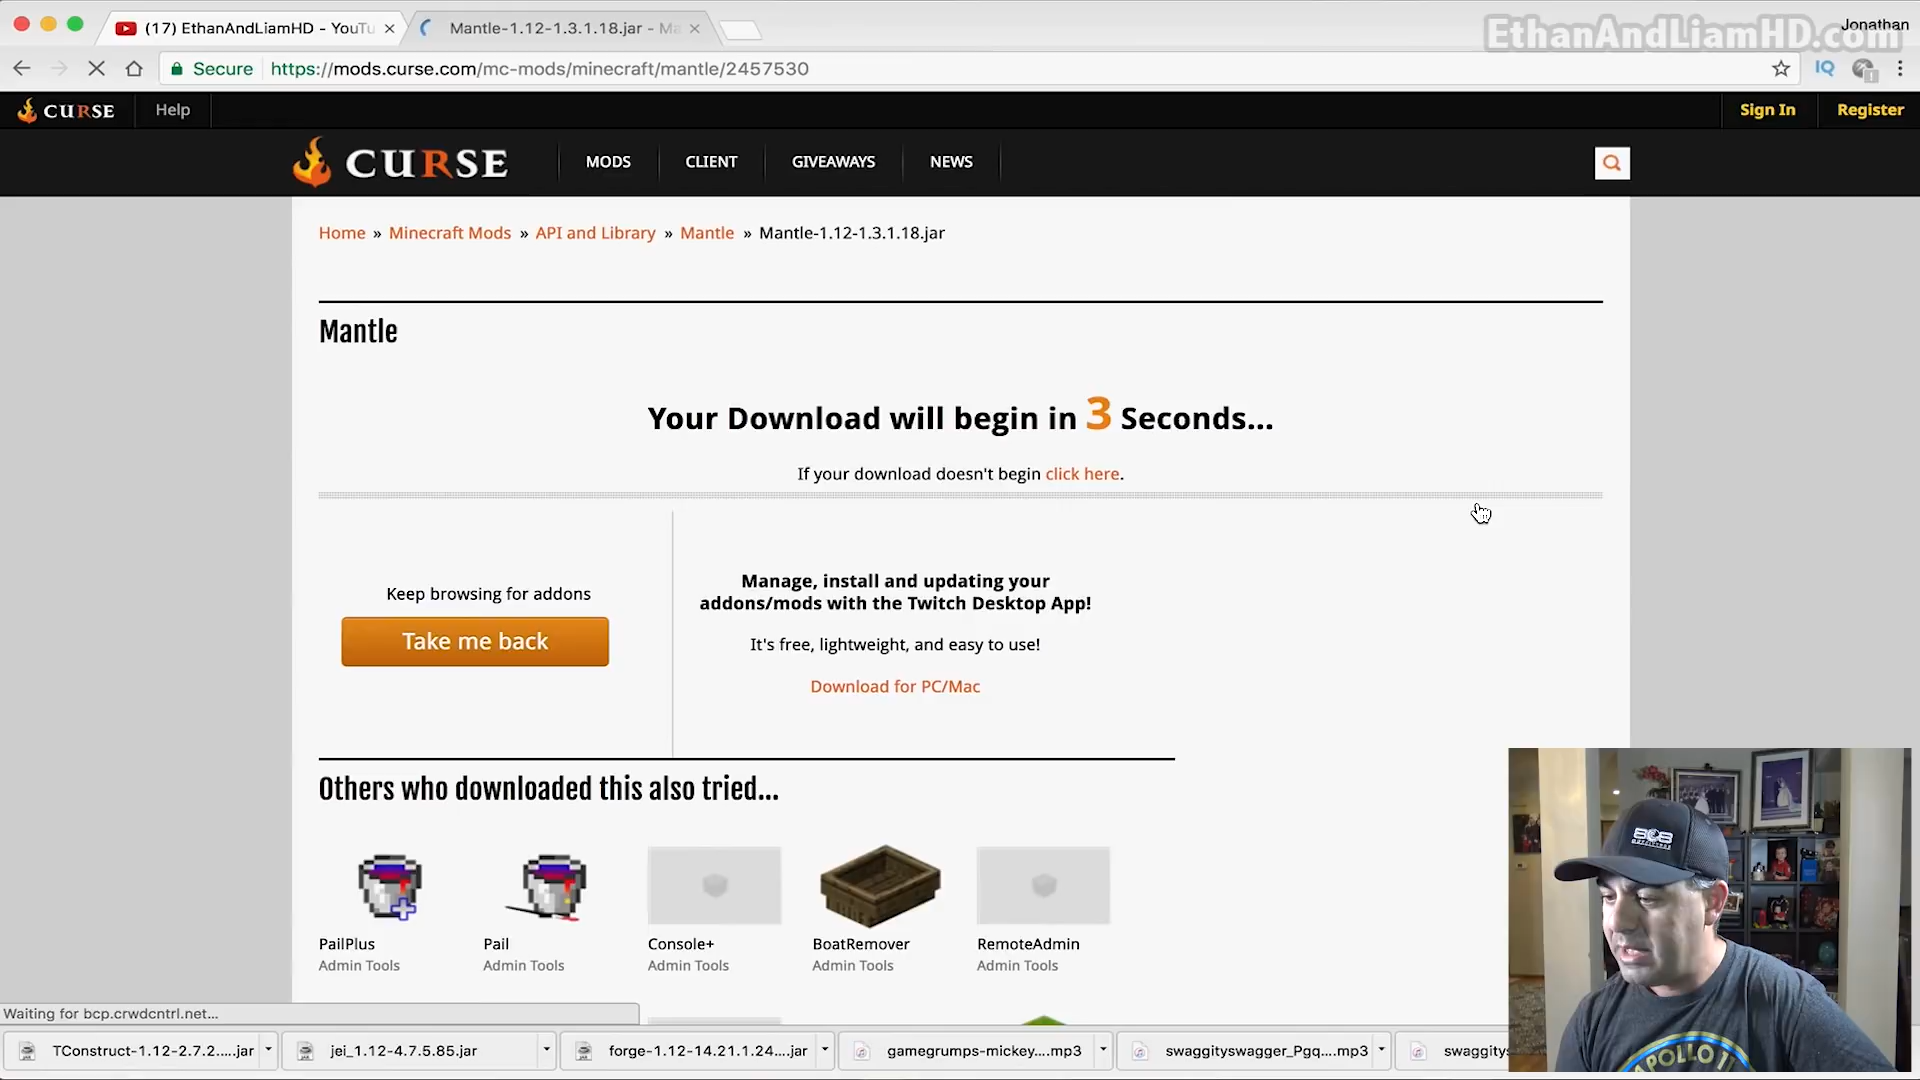 (17) EthanAndLiamHD - YouTu
Mantle-1.12-1.3.1.18.jar - Ma
EthanAndLiamHD.com
Jonathan
Secure
https://mods.curse.com/mc-mods/minecraft/mantle/2457530
IQ
CURSE
Help
Sign In
Register
CURSE
MODS
CLIENT
GIVEAWAYS
NEWS
Home » Minecraft Mods » API and Library » Mantle » Mantle-1.12-1.3.1.18.jar
Mantle
Your Download will begin in 3 Seconds...
If your download doesn't begin click here.
Keep browsing for addons
Take me back
Manage, install and updating your
addons/mods with the Twitch Desktop App!
It's free, lightweight, and easy to use!
Download for PC/Mac
Others who downloaded this also tried...
PailPlus
Admin Tools
Pail
Admin Tools
Console+
Admin Tools
BoatRemover
Admin Tools
RemoteAdmin
Admin Tools
Waiting for bcp.crwdcntrl.net...
TConstruct-1.12-2.7.2....jar
jei_1.12-4.7.5.85.jar
forge-1.12-14.21.1.24....jar
gamegrumps-mickey....mp3
swaggityswagger_Pgq....mp3
swaggitys
APOLLO 11